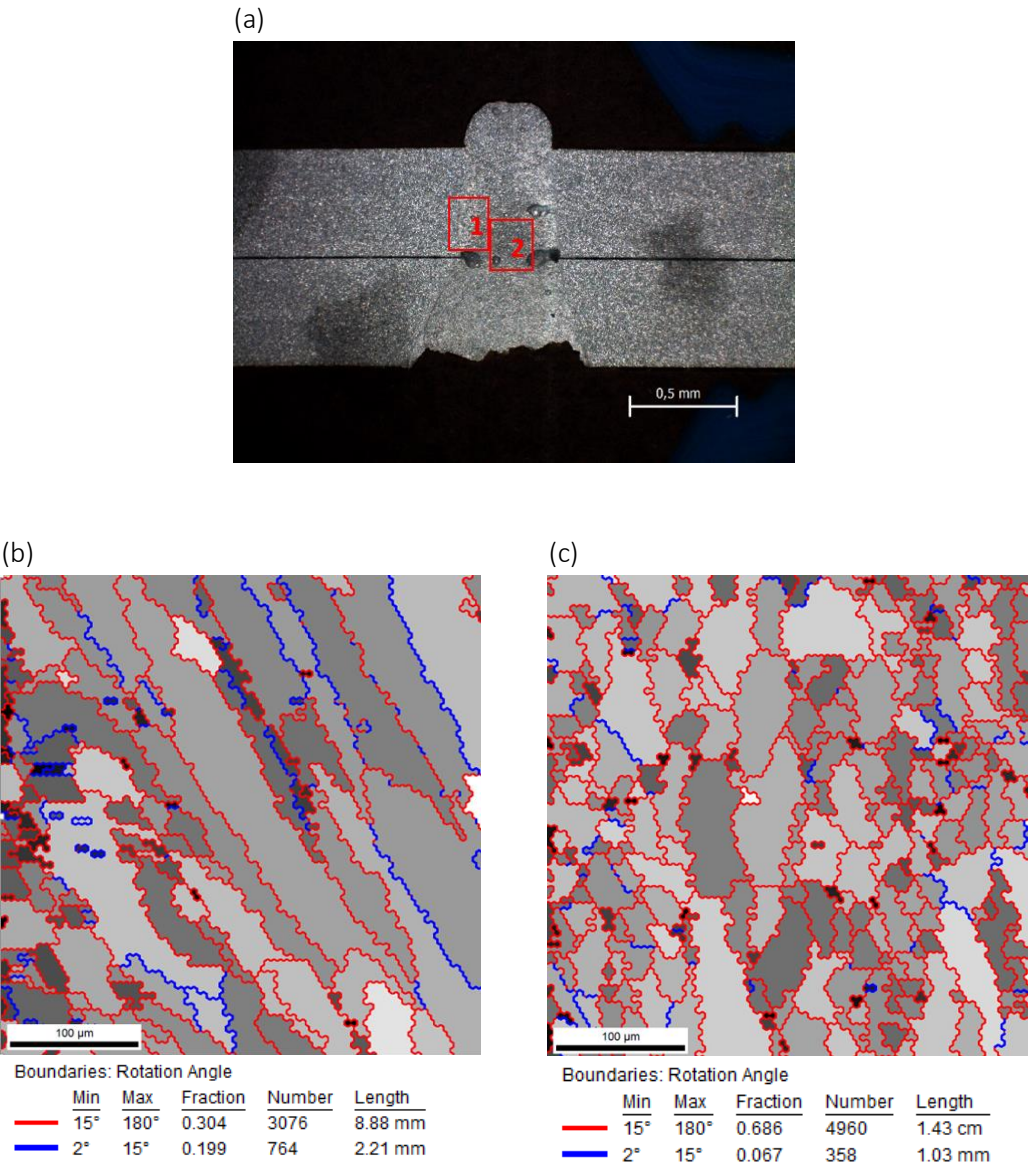 (a)
1
2
0,5 mm
(b)
(c)
100 µm
100 µm
Boundaries: Rotation Angle
Min Max Fraction Number Length
15° 180° 0.304 3076 8.88 mm
2° 15° 0.199 764 2.21 mm
Boundaries: Rotation Angle
Min Max Fraction Number Length
15° 180° 0.686 4960 1.43 cm
2° 15° 0.067 358 1.03 mm